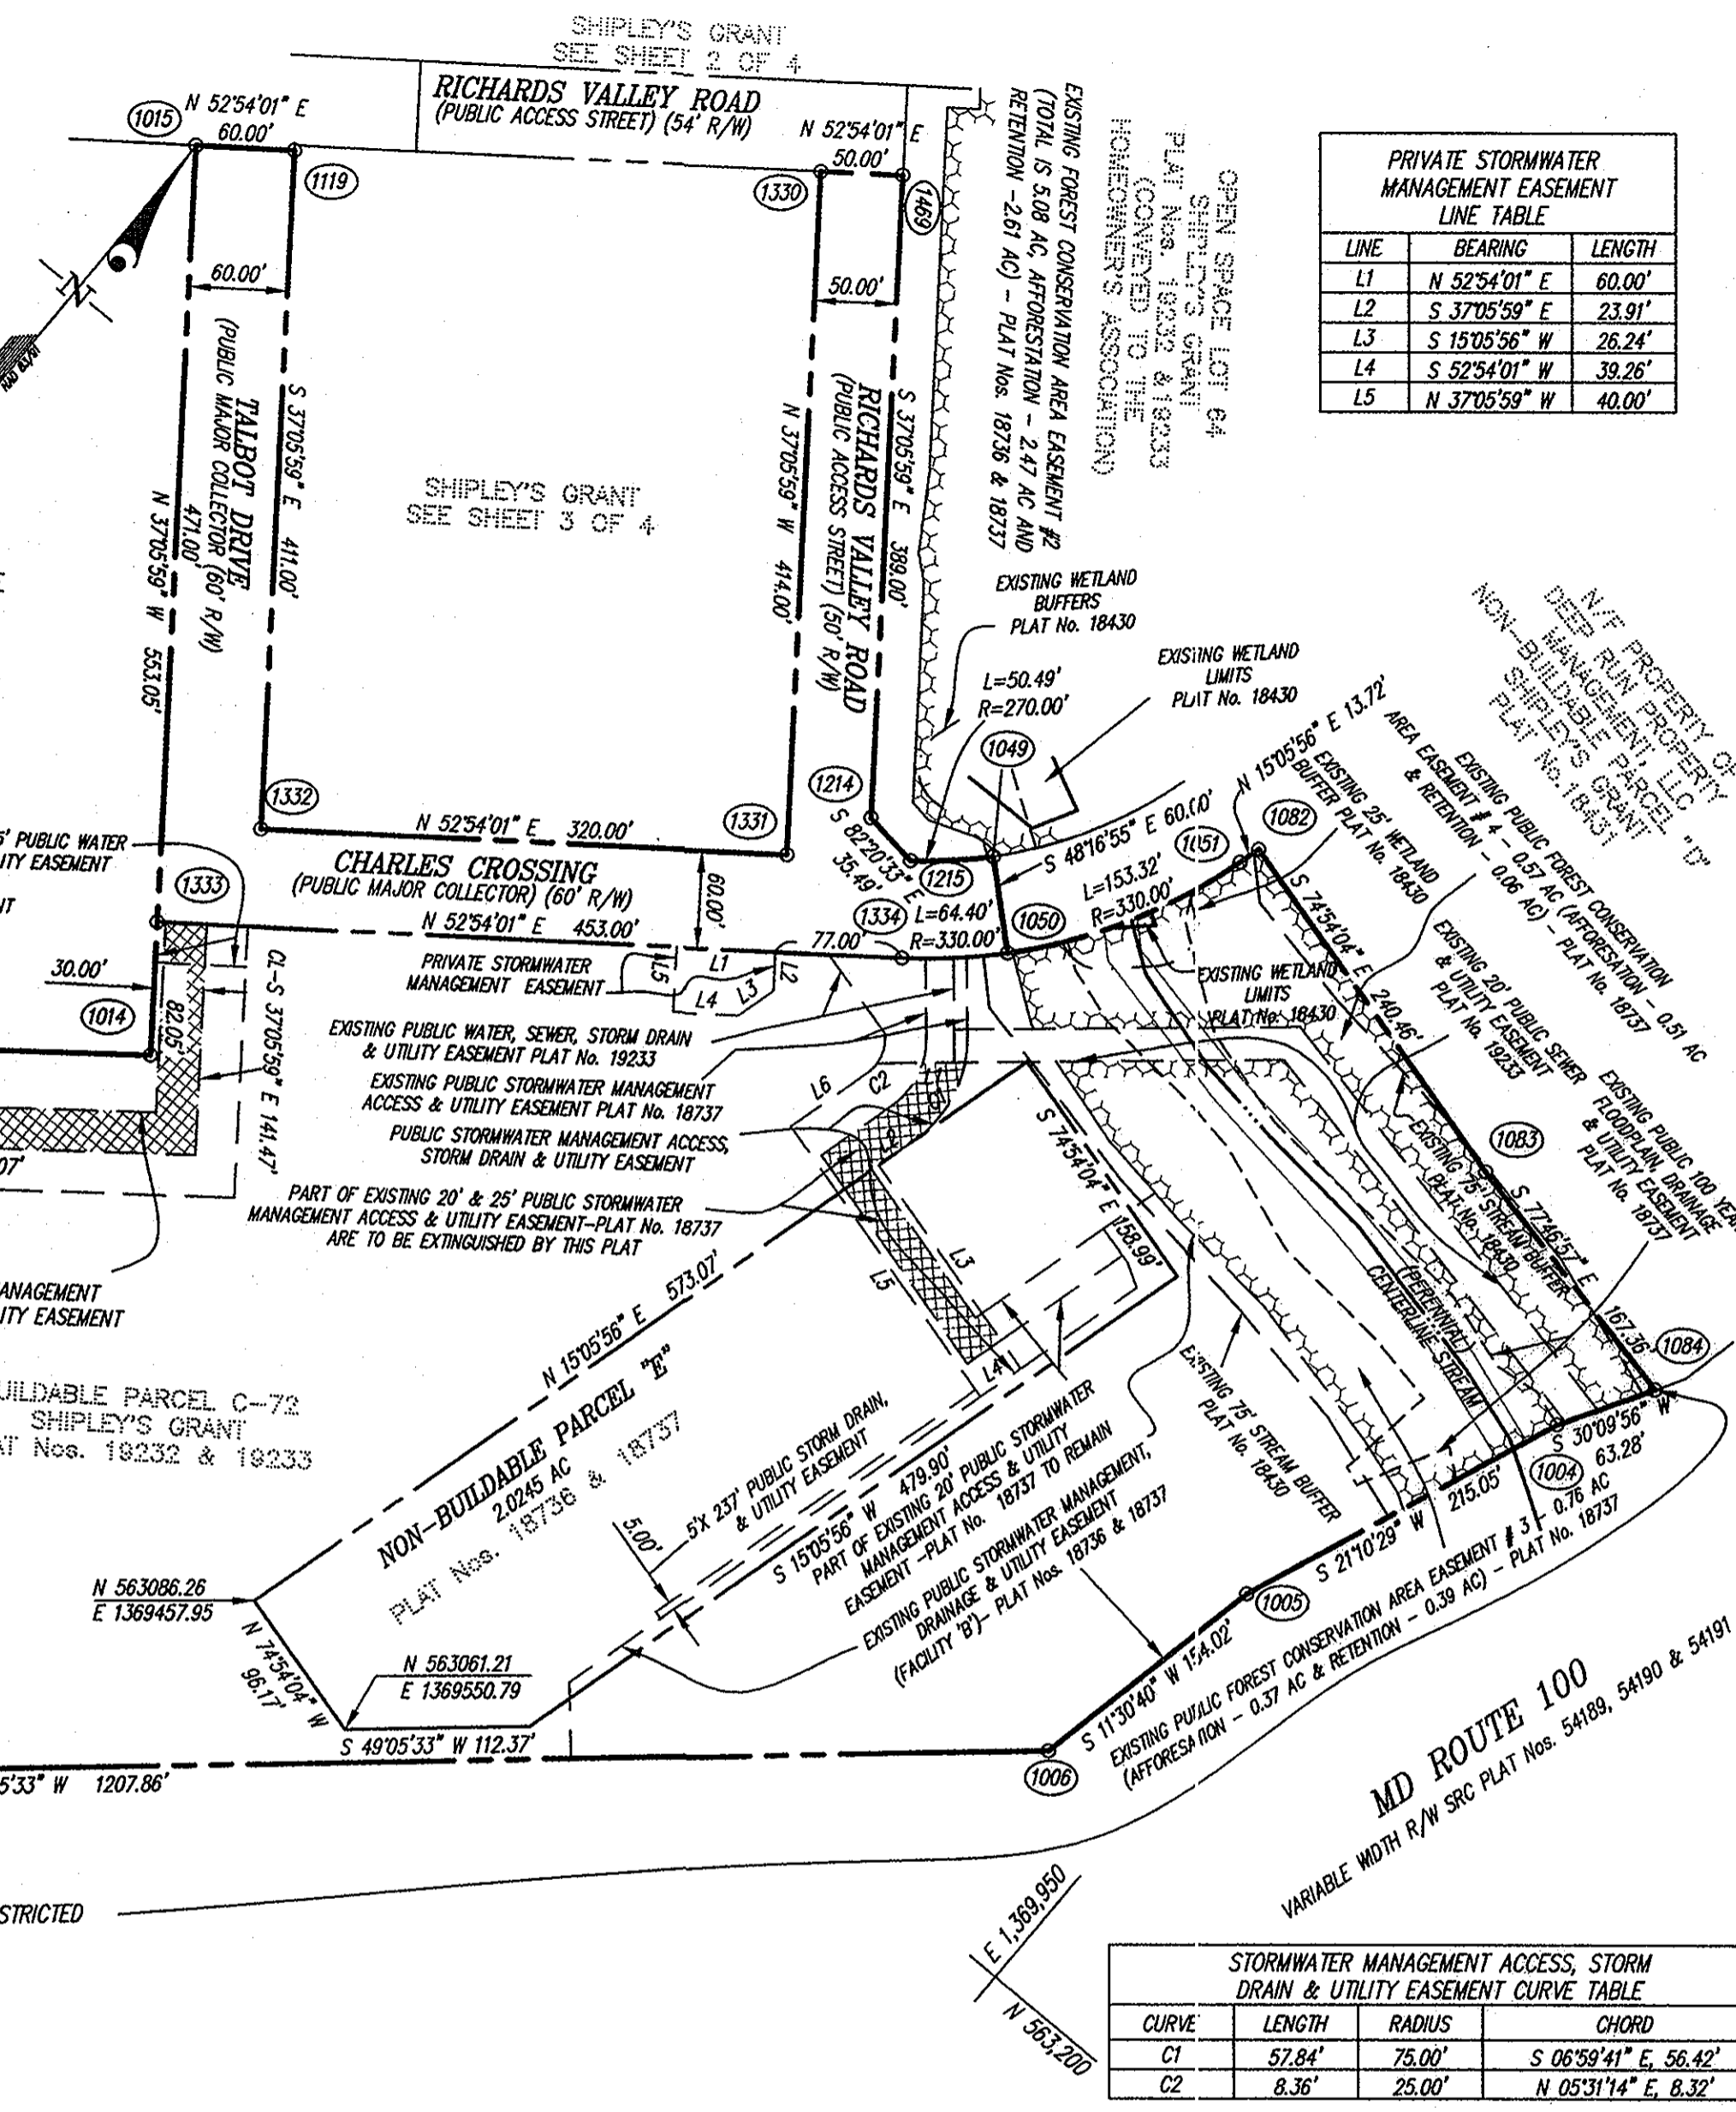 SHIPLEY'S GRANT
SEE SHEET 2 OF 4
RICHARDS VALLEY ROAD
(PUBLIC ACCESS STREET) (54' R/W)
1015
N 52°54'01" E
60.00'
1119
N 52°54'01" E
50.00'
1330
1469
N
NAD 83/91
60.00'
50.00'
TALBOT DRIVE
(PUBLIC MAJOR COLLECTOR (60' R/W)
471.00'
N 37°05'59" W 553.05'
S 37°05'59" E 411.00'
SHIPLEY'S GRANT
SEE SHEET 3 OF 4
N 37°05'59" W 414.00'
RICHARDS VALLEY ROAD
(PUBLIC ACCESS STREET) (50' R/W)
S 37°05'59" E 389.00'
EXISTING FOREST CONSERVATION AREA EASEMENT #2
(TOTAL IS 5.08 AC, AFFORESTATION - 2.47 AC AND
RETENTION -2.61 AC) - PLAT Nos. 18736 & 18737
OPEN SPACE LOT 64
SHIPLEY'S GRANT
PLAT Nos. 19232 & 19233
(CONVEYED TO THE
HOMEOWNER'S ASSOCIATION)
PRIVATE STORMWATER
MANAGEMENT EASEMENT
LINE TABLE
LINE BEARING LENGTH
L1 N 52°54'01" E 60.00'
L2 S 37°05'59" E 23.91'
L3 S 15°05'56" W 26.24'
L4 S 52°54'01" W 39.26'
L5 N 37°05'59" W 40.00'
EXISTING WETLAND
BUFFERS
PLAT No. 18430
EXISTING WETLAND
LIMITS
PLAT No. 18430
L=50.49'
R=270.00'
1049
1214
S 82°20'33" E
35.49'
1215
S 48°16'55" E 60.00'
N 15°05'56" E 13.72'
1051
1082
L=153.32'
R=330.00'
1050
1334
L=64.40'
R=330.00'
N/F PROPERTY OF
DEEP RUN PROPERTY
MANAGEMENT, LLC
NON-BUILDABLE PARCEL "D"
SHIPLEY'S GRANT
PLAT No.18431
EXISTING PUBLIC FOREST CONSERVATION
AREA EASEMENT # 4 - 0.57 AC (AFFORESATION - 0.51 AC
& RETENTION - 0.06 AC) - PLAT No. 18737
EXISTING 25' WETLAND
BUFFER PLAT No. 18430
S 74°54'04" E 240.46'
EXISTING WETLAND
LIMITS
PLAT No. 18430
EXISTING 20' PUBLIC SEWER
& UTILITY EASEMENT
PLAT No. 19233
EXISTING PUBLIC 100 YEAR
FLOODPLAIN, DRAINAGE
& UTILITY EASEMENT
PLAT No. 18737
1083
EXISTING 75' STREAM BUFFER
PLAT No. 18430
S 77°46'57" E 167.36'
1084
1332
N 52°54'01" E 320.00'
1331
CHARLES CROSSING
(PUBLIC MAJOR COLLECTOR) (60' R/W)
60.00'
1333
N 52°54'01" E 453.00'
77.00'
5' PUBLIC WATER
ITY EASEMENT
NT
30.00'
1014
82.05'
CL-S 37°05'59" E 141.47'
07'
ANAGEMENT
ITY EASEMENT
PRIVATE STORMWATER
MANAGEMENT EASEMENT
L5
L1
L2
L4
L3
EXISTING PUBLIC WATER, SEWER, STORM DRAIN
& UTILITY EASEMENT PLAT No. 19233
EXISTING PUBLIC STORMWATER MANAGEMENT
ACCESS & UTILITY EASEMENT PLAT No. 18737
PUBLIC STORMWATER MANAGEMENT ACCESS,
STORM DRAIN & UTILITY EASEMENT
PART OF EXISTING 20' & 25' PUBLIC STORMWATER
MANAGEMENT ACCESS & UTILITY EASEMENT-PLAT No. 18737
ARE TO BE EXTINGUISHED BY THIS PLAT
L6
C2
L3
L5
L4
S 74°54'04" E 158.99'
CENTERLINE STREAM
(PERENNIAL)
EXISTING 75' STREAM BUFFER
PLAT No. 18430
N 15°05'56" E 573.07'
UILDABLE PARCEL C-72
SHIPLEY'S GRANT
AT Nos. 19232 & 19233
NON-BUILDABLE PARCEL "E"
2.0245 AC
PLAT Nos. 18736 & 18737
5'X 237' PUBLIC STORM DRAIN,
& UTILITY EASEMENT
5.00'
S 15°05'56" W 479.90'
PART OF EXISTING 20' PUBLIC STORMWATER
MANAGEMENT ACCESS & UTILITY
EASEMENT -PLAT No. 18737 TO REMAIN
EXISTING PUBLIC STORMWATER MANAGEMENT,
DRAINAGE & UTILITY EASEMENT
(FACILITY 'B')- PLAT Nos. 18736 & 18737
S 30°09'56" W
63.28'
1004
215.05'
S 21°10'29" W
1005
S 11°30'40" W 154.02'
1006
EXISTING PUBLIC FOREST CONSERVATION AREA EASEMENT # 3 - 0.76 AC
(AFFORESATION - 0.37 AC & RETENTION - 0.39 AC) - PLAT No. 18737
N 563086.26
E 1369457.95
N 74°54'04" W
96.17'
N 563061.21
E 1369550.79
S 49°05'33" W 112.37'
5'33" W 1207.86'
STRICTED
MD ROUTE 100
VARIABLE WIDTH R/W SRC PLAT Nos. 54189, 54190 & 54191
E 1,369,950
N 563,200
STORMWATER MANAGEMENT ACCESS, STORM
DRAIN & UTILITY EASEMENT CURVE TABLE
CURVE LENGTH RADIUS CHORD
C1 57.84' 75.00' S 06°59'41" E, 56.42'
C2 8.36' 25.00' N 05°31'14" E, 8.32'